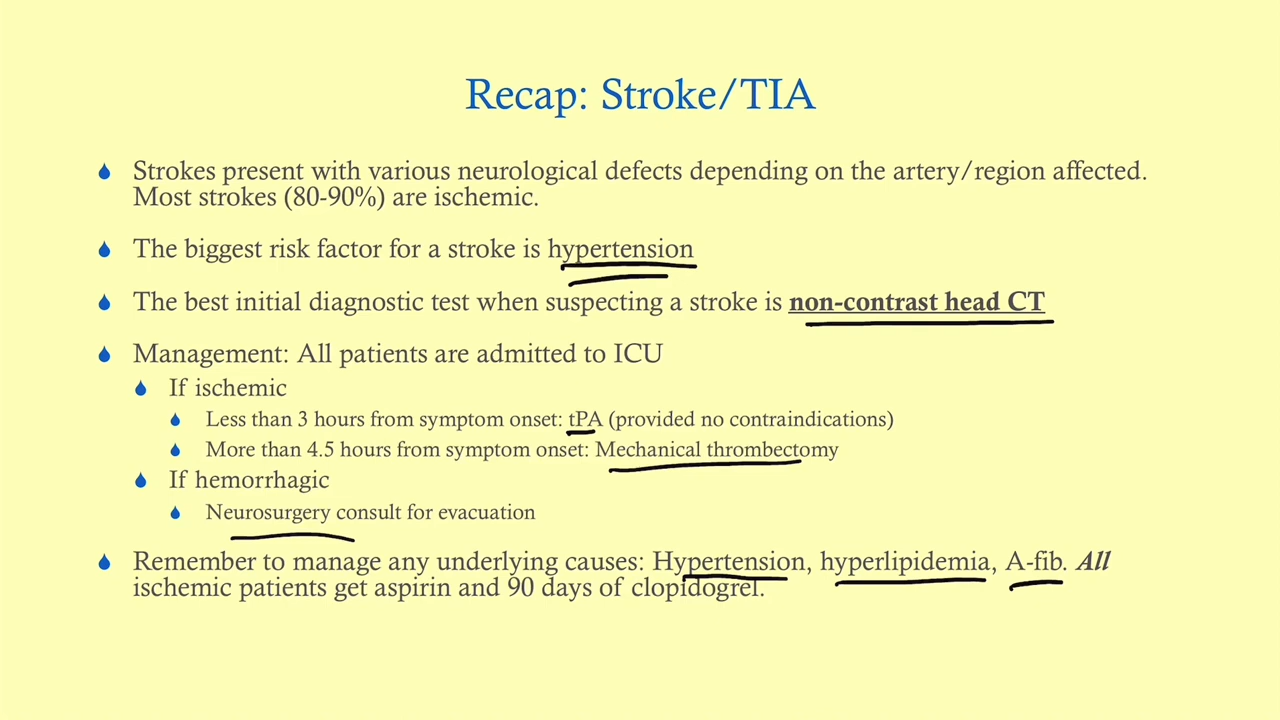 Recap: Stroke/TIA
Strokes present with various neurological defects depending on the artery/region affected.
Most strokes (80-90%) are ischemic.
The biggest risk factor for a stroke is hypertension
The best initial diagnostic test when suspecting a stroke is non-contrast head CT
Management: All patients are admitted to ICU
If ischemic
Less than 3 hours from symptom onset: tPA (provided no contraindications)
More than 4.5 hours from symptom onset: Mechanical thrombectomy
If hemorrhagic
Neurosurgery consult for evacuation
Remember to manage any underlying causes: Hypertension, hyperlipidemia, A-fib. All
ischemic patients get aspirin and 90 days of clopidogrel.